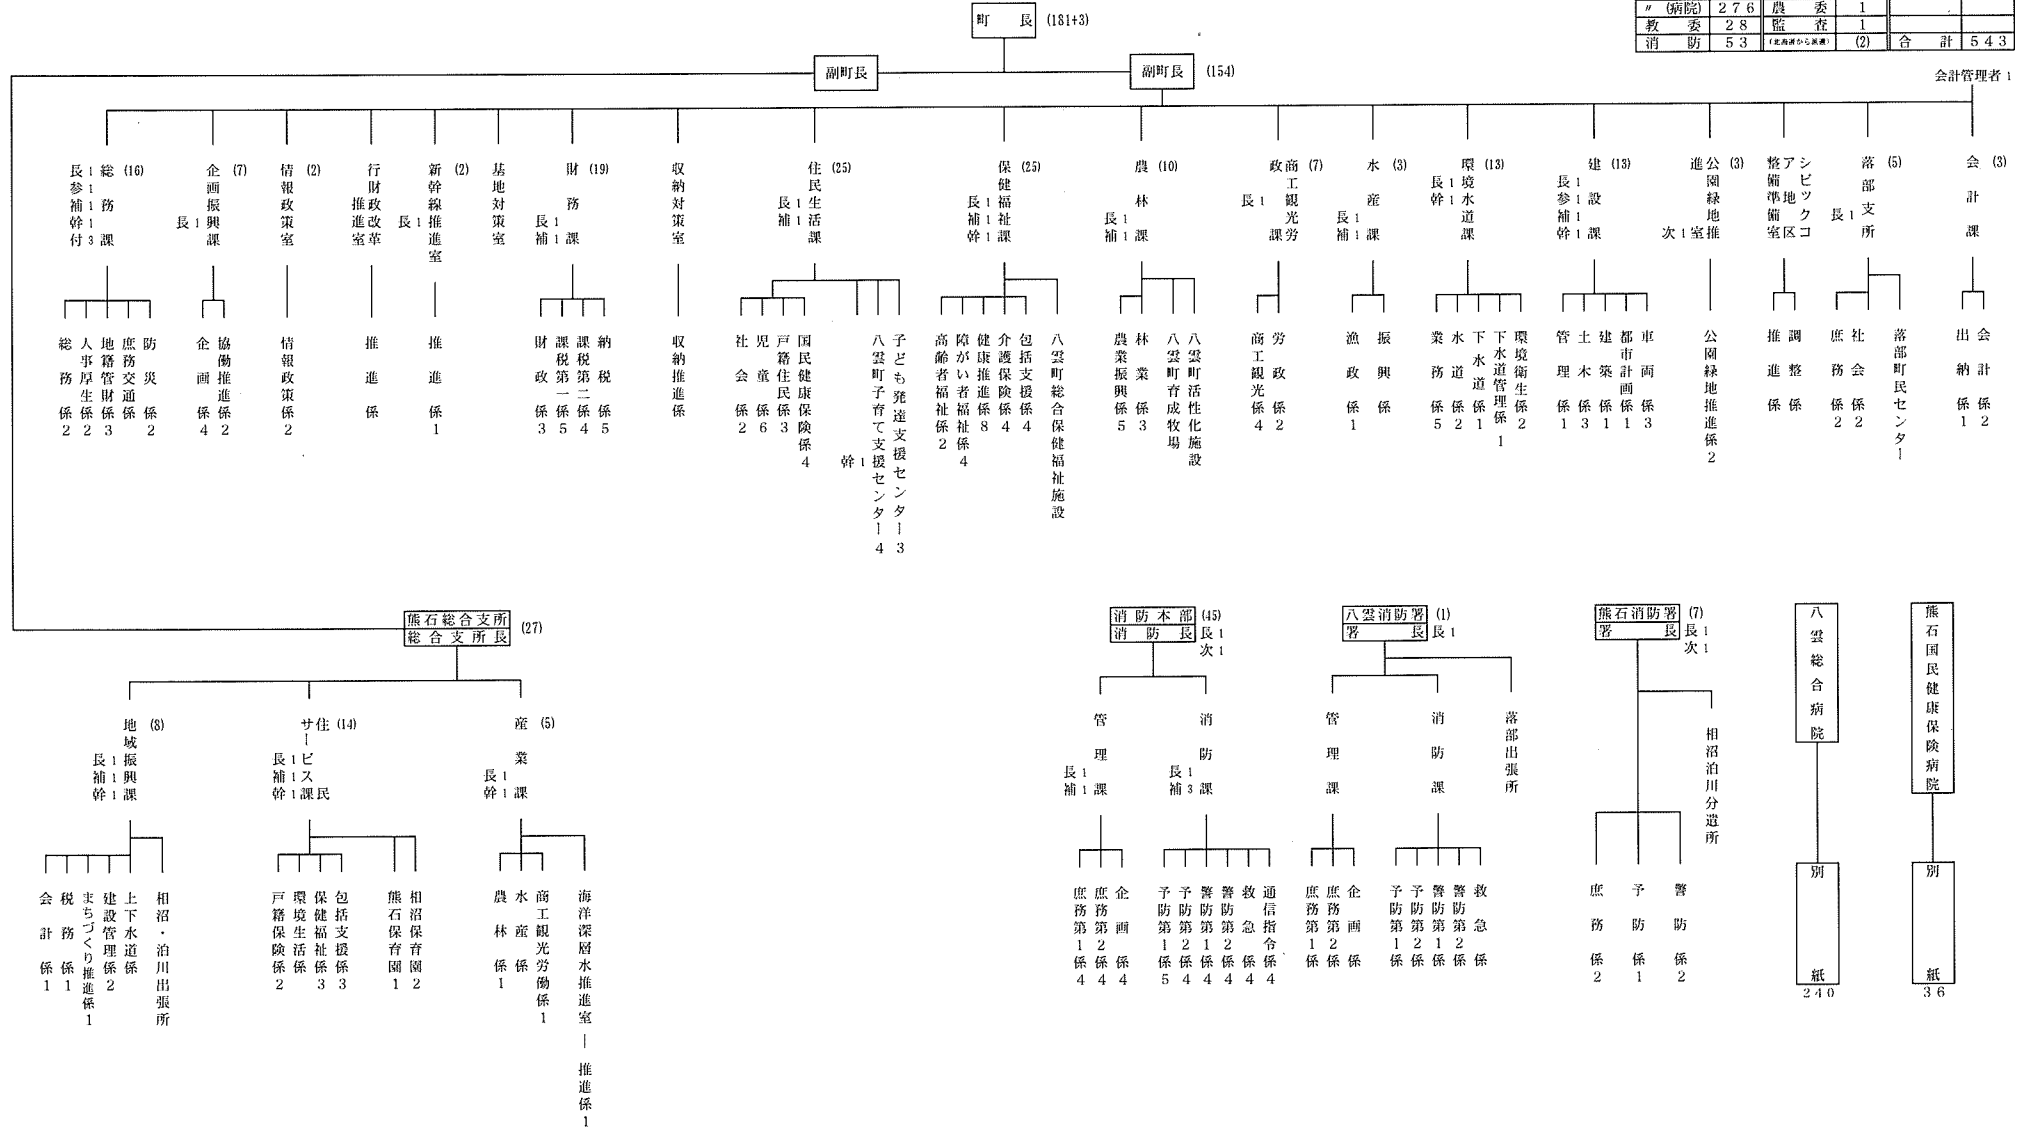 町長 (181+3)
〃 (病院) 276 農委 1
教委 28 監査 1
消防 53 (北海道から派遣) (2) 合計 543
副町長
副町長 (154)
会計管理者 1
総務課 (16)
長1
参1
補1
幹1
付3
総務係2
人事厚生係2
地籍管財係3
庶務交通係
防災係2
企画振興課 (7)
長1
企画係4
協働推進係2
情報政策室 (2)
情報政策係2
行財政改革推進室
推進係
新幹線推進室 (2)
長1
推進係1
基地対策室
財務課 (19)
長1
補1
財政係3
課税第一係5
課税第二係4
納税係5
収納対策室
収納推進係
住民生活課 (25)
長1
補1
社会係2
児童係6
戸籍住民係3
国民健康保険係4
幹1
八雲町子育て支援センター4
子ども発達支援センター3
保健福祉課 (25)
長1
補1
幹1
高齢者福祉係2
障がい者福祉係4
健康推進係8
介護保険係4
包括支援係4
八雲町総合保健福祉施設
農林課 (10)
長1
補1
農業振興係5
林業係3
八雲町育成牧場
八雲町活性化施設
商工観光労政課 (7)
長1
商工観光係4
労政係2
水産課 (3)
長1
補1
漁政係1
振興係
環境水道課 (13)
長1
幹1
業務係5
水道係2
下水道係1
下水道管理係1
環境衛生係2
建設課 (13)
長1
参1
補1
幹1
管理係1
土木係3
建築係1
都市計画係1
車両係3
公園緑地推進室 (3)
次1
公園緑地推進係2
シビックコア地区整備準備室
推進係
調整係
落部支所 (5)
長1
庶務係2
社会係2
落部町民センター
会計課 (3)
出納係1
会計係2
熊石総合支所
総合支所長 (27)
地域振興課 (8)
長1
補1
幹1
会計係1
税務係1
まちづくり推進係1
建設管理係2
上下水道係
相沼・泊川出張所
住民サービス課 (14)
長1
補1
幹1
戸籍保険係2
環境生活係
保健福祉係3
包括支援係3
熊石保育園1
相沼保育園2
産業課 (5)
長1
幹1
農林係1
水産係
商工観光労働係1
海洋深層水推進室―推進係1
消防本部 (45)
消防長 長1
次1
管理課
長1
補1
庶務第1係4
庶務第2係4
企画係4
消防課
長1
補3
予防第1係5
予防第2係4
警防第1係4
警防第2係4
救急係4
通信指令係4
八雲消防署 (1)
署長 長1
管理課
庶務第1係
庶務第2係
企画係
消防課
予防第1係
予防第2係
警防第1係
警防第2係
救急係
落部出張所
熊石消防署 (7)
署長 長1
次1
庶務係2
予防係1
警防係2
相沼泊川分遣所
八雲総合病院
別紙
240
熊石国民健康保険病院
別紙
36